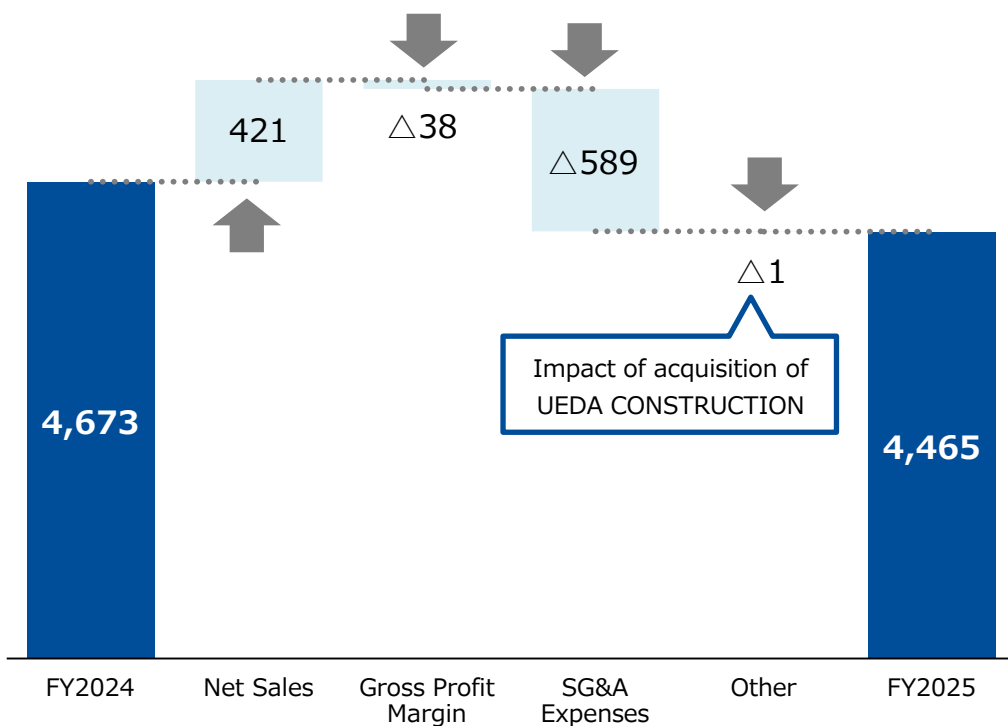 421
△38
△589
△1
Impact of acquisition of
UEDA CONSTRUCTION
4,673
4,465
FY2024
Net Sales
Gross Profit
Margin
SG&A
Expenses
Other
FY2025